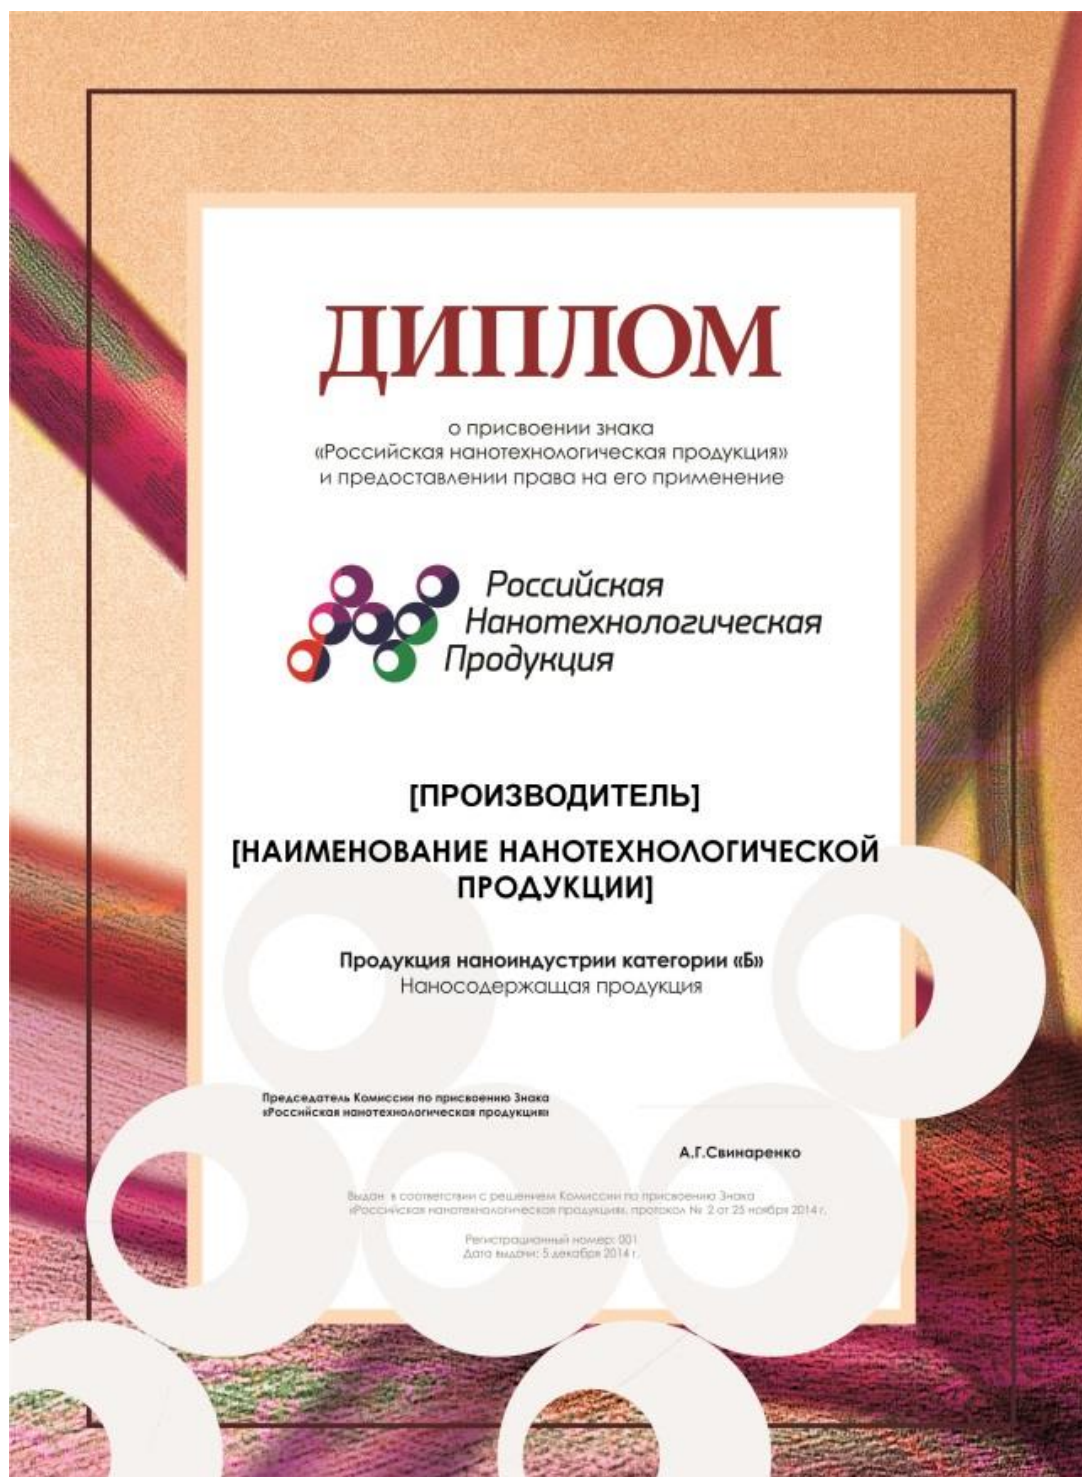 ДИПЛОМ
о присвоении знака
«Российская нанотехнологическая продукция»
и предоставлении права на его применение
Российская
Нанотехнологическая
Продукция
[ПРОИЗВОДИТЕЛЬ]
[НАИМЕНОВАНИЕ НАНОТЕХНОЛОГИЧЕСКОЙ
ПРОДУКЦИИ]
Продукция наноиндустрии категории «Б»
Наносодержащая продукция
Председатель Комиссии по присвоению Знака
«Российская нанотехнологическая продукция»
А.Г.Свинаренко
Выдан в соответствии с решением Комиссии по присвоению Знака
«Российская нанотехнологическая продукция», протокол № 2 от 25 ноября 2014 г.
Регистрационный номер: 001
Дата выдачи: 5 декабря 2014 г.